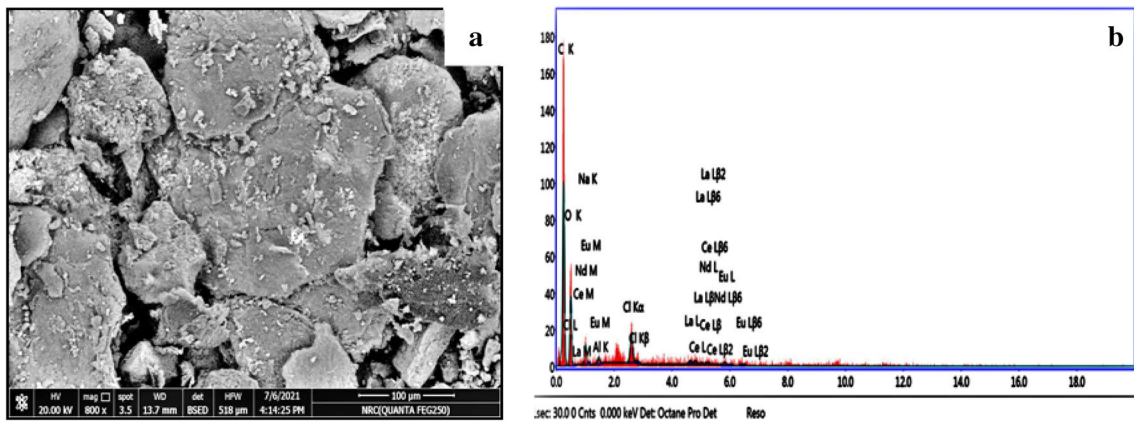 a
HV mag □ spot WD det HFW 7/6/2021 100 µm
20.00 kV 800 x 3.5 13.7 mm BSED 518 µm 4:14:25 PM NRC(QUANTA FEG250)
b
180
C K
160
140
120
La Lβ2
Na K
100
La Lβ6
O K
80
Eu M
Ce Lβ6
60
Nd M
Nd L
Eu L
40
Ce M
La Lβ Nd Lβ6
Cl Kα
20
Cl L
Eu M
La L
Ce Lβ
Eu Lβ6
Cl Kβ
La M
Al K
Ce L
Ce Lβ2
Eu Lβ2
0
0.0 2.0 4.0 6.0 8.0 10.0 12.0 14.0 16.0 18.0
.sec: 30.0 0 Cnts 0.000 keV Det: Octane Pro Det Reso